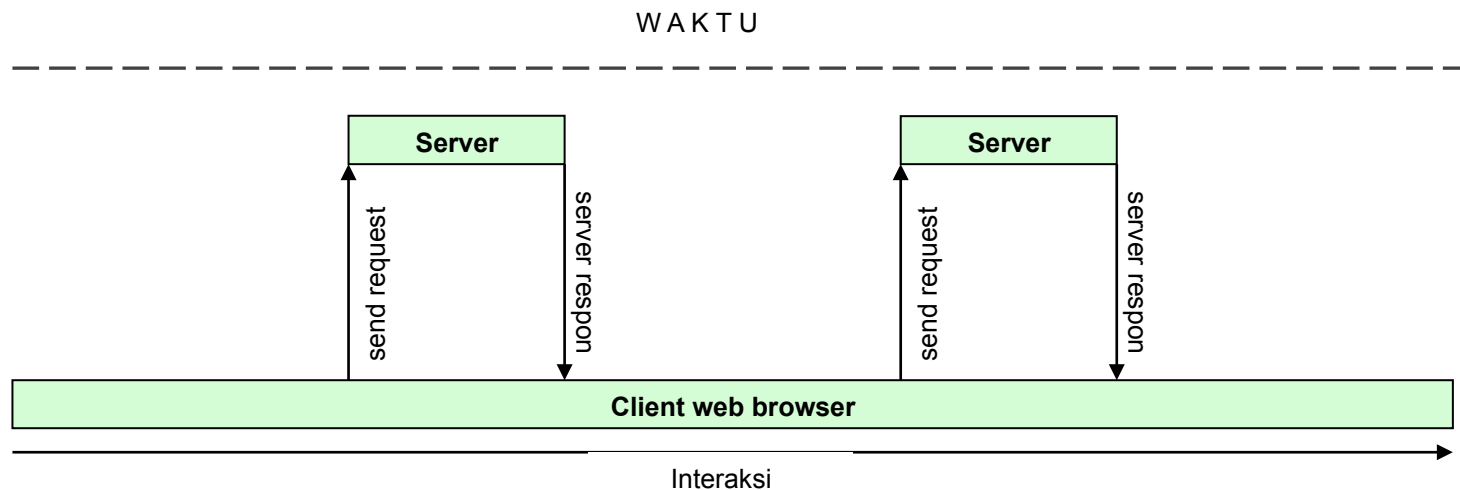 W A K T U
Server
Server
send request
server respon
send request
server respon
Client web browser
Interaksi